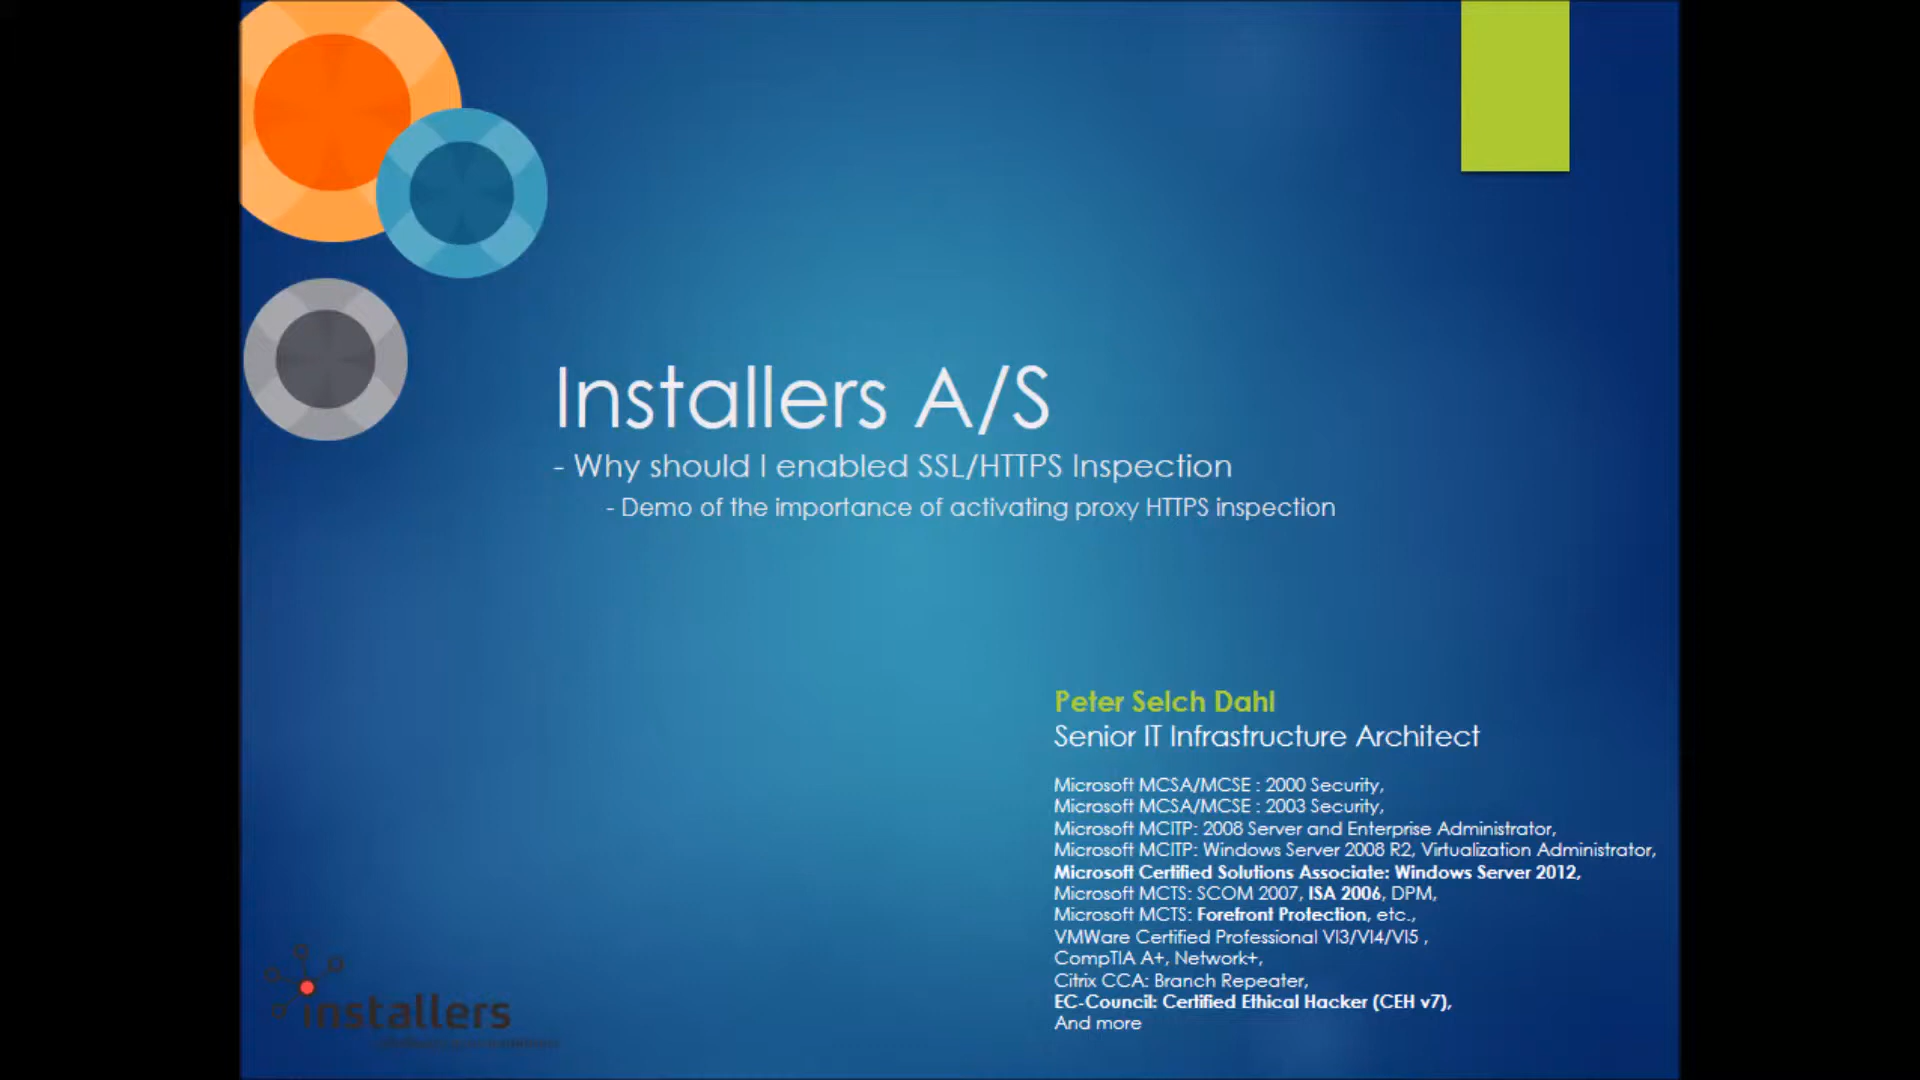 Installers A/S
- Why should I enabled SSL/HTTPS Inspection
- Demo of the importance of activating proxy HTTPS inspection
Peter Selch Dahl
Senior IT Infrastructure Architect
Microsoft MCSA/MCSE : 2000 Security,
Microsoft MCSA/MCSE : 2003 Security,
Microsoft MCITP: 2008 Server and Enterprise Administrator,
Microsoft MCITP: Windows Server 2008 R2, Virtualization Administrator,
Microsoft Certified Solutions Associate: Windows Server 2012,
Microsoft MCTS: SCOM 2007, ISA 2006, DPM,
Microsoft MCTS: Forefront Protection, etc.,
VMWare Certified Professional VI3/VI4/VI5 ,
CompTIA A+, Network+,
Citrix CCA: Branch Repeater,
EC-Council: Certified Ethical Hacker (CEH v7),
And more
installers